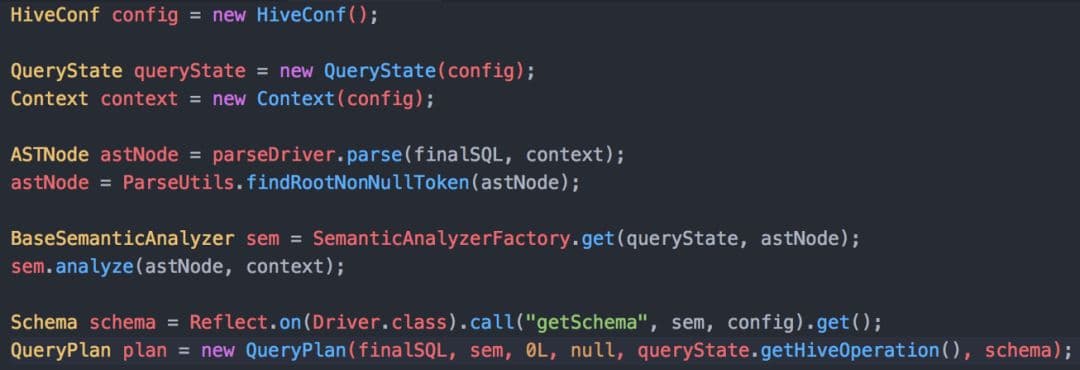 HiveConf config = new HiveConf();
QueryState queryState = new QueryState(config);
Context context = new Context(config);
ASTNode astNode = parseDriver.parse(finalSQL, context);
astNode = ParseUtils.findRootNonNullToken(astNode);
BaseSemanticAnalyzer sem = SemanticAnalyzerFactory.get(queryState, astNode);
sem.analyze(astNode, context);
Schema schema = Reflect.on(Driver.class).call("getSchema", sem, config).get();
QueryPlan plan = new QueryPlan(finalSQL, sem, 0L, null, queryState.getHiveOperation(), schema);